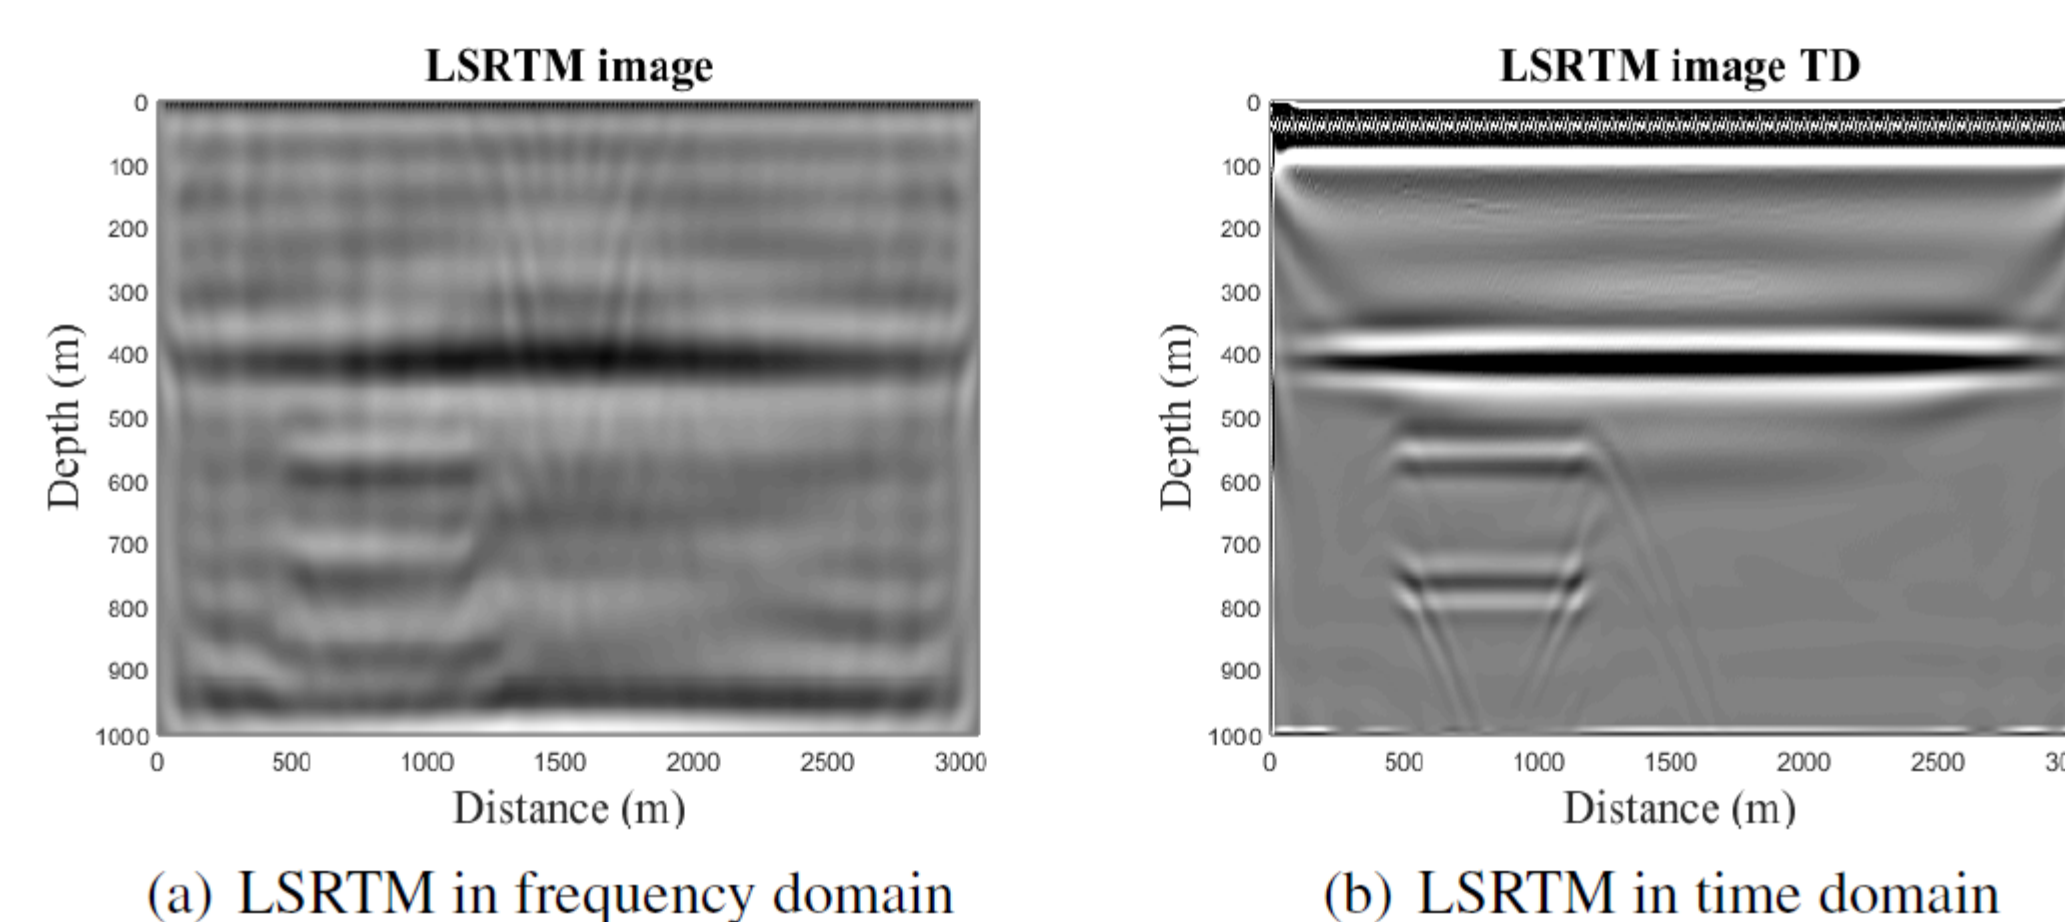 LSRTM image
0
100
200
300
400
500
600
700
800
900
1000
Depth (m)
0 500 1000 1500 2000 2500 3000
Distance (m)
(a) LSRTM in frequency domain
LSRTM image TD
0
100
200
300
400
500
600
700
800
900
1000
Depth (m)
0 500 1000 1500 2000 2500
Distance (m)
(b) LSRTM in time domain